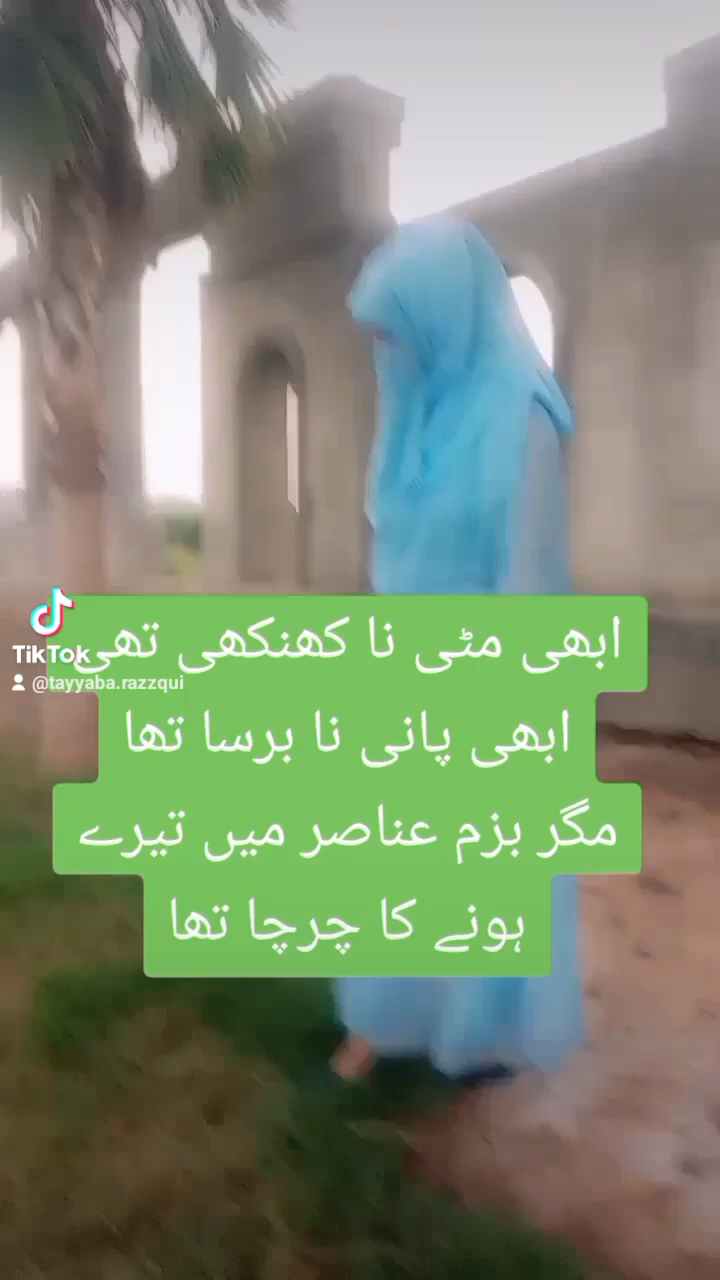 ابھی مٹی نا کھنکھی تھی
ابھی پانی نا برسا تھا
مگر بزم عناصر میں تیرے
ہونے کا چرچا تھا
TikTok
@tayyaba.razzqui